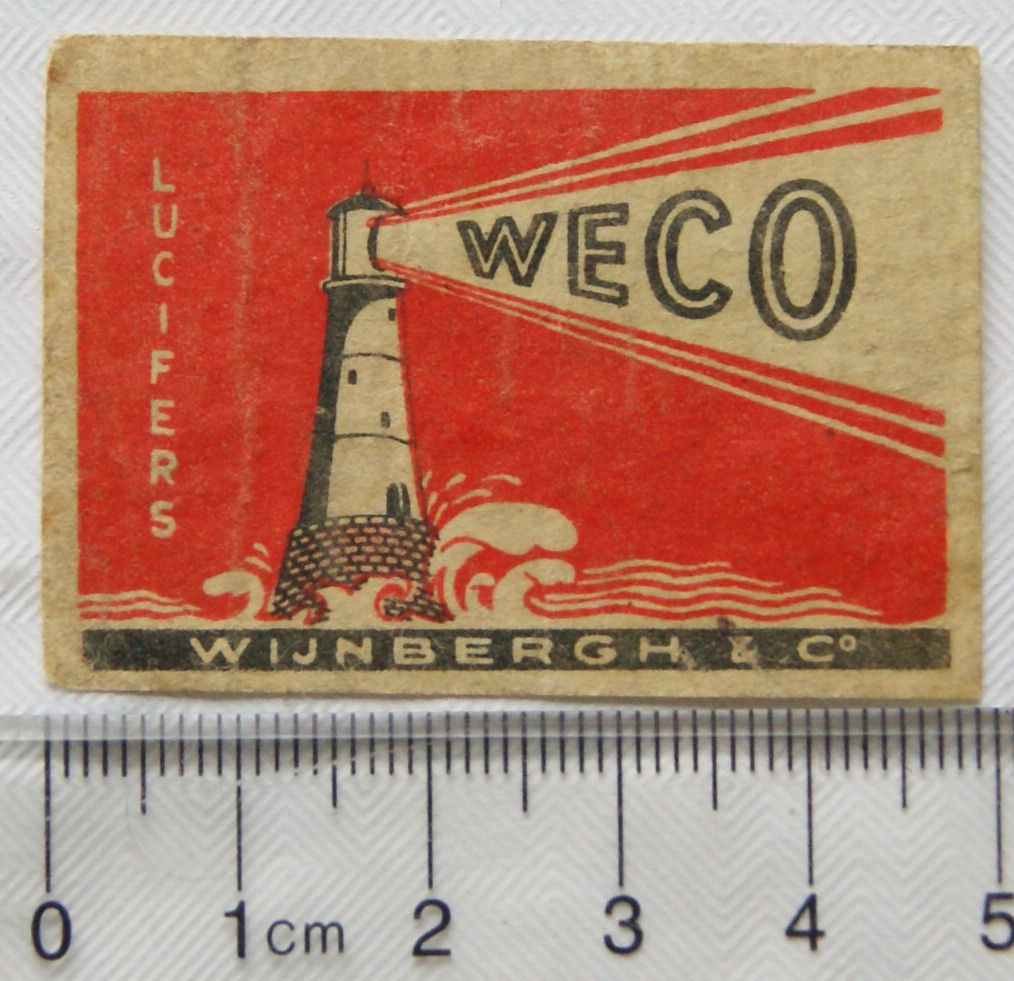 LUCIFERS
WECO
WIJNBERGH & Cº
0 1cm 2 3 4 5